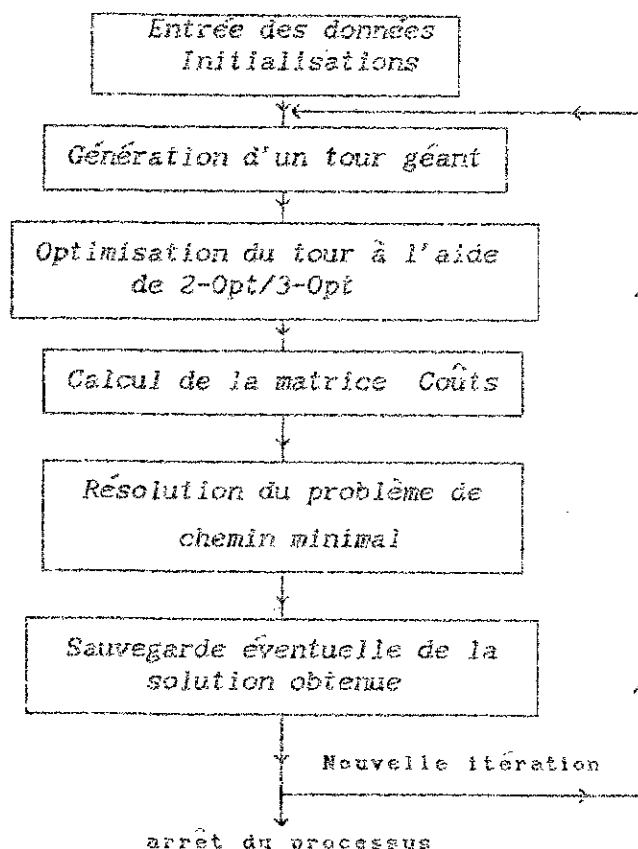 Entrée des données
Initialisations
Génération d'un tour géant
Optimisation du tour à l'aide
de 2-Opt/3-Opt
Calcul de la matrice Coûts
Résolution du problème de
chemin minimal
Sauvegarde éventuelle de la
solution obtenue
Nouvelle itération
arrêt du processus